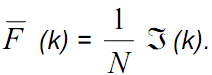 F̅ (k) = 1/N ℑ (k).